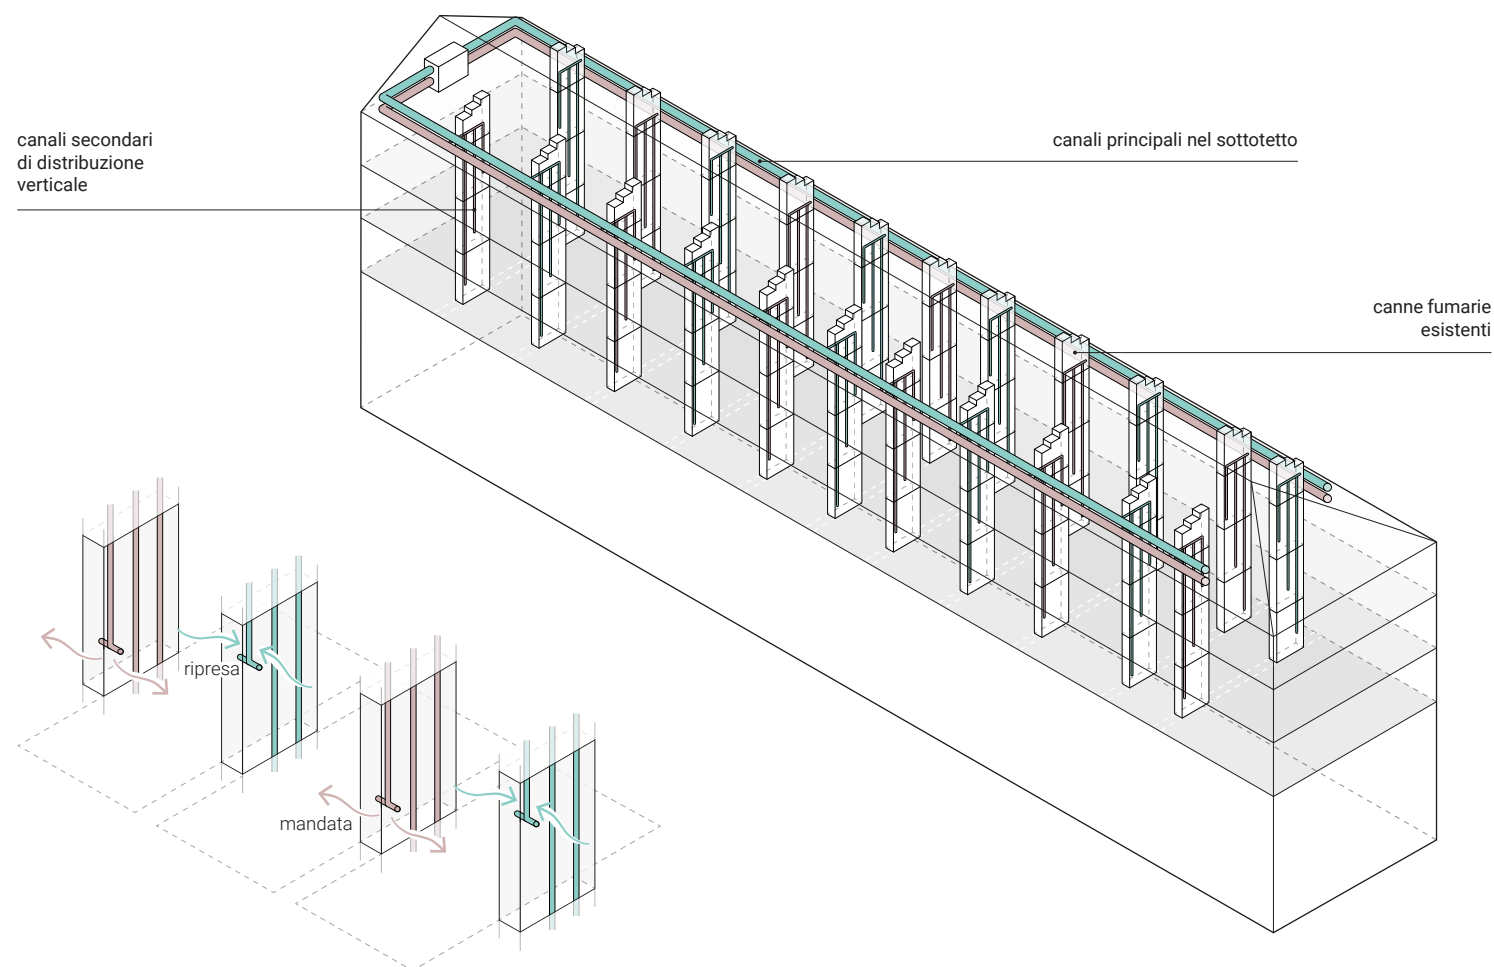 canali secondari
di distribuzione
verticale
canali principali nel sottotetto
canne fumarie
esistenti
ripresa
mandata